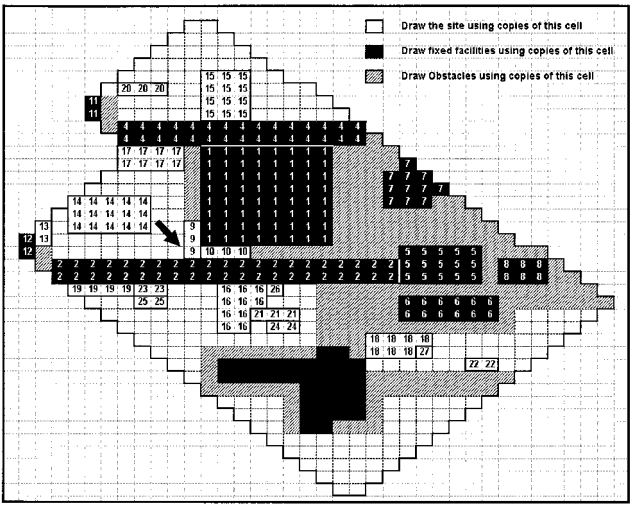 Draw the site using copies of this cell
Draw fixed facilities using copies of this cell
15 15 15 Draw Obstacles using copies of this cell
20 20 20 15 15 15
11 15 15 15
11 15 15 15
4 4 4 4 4 4 4 4 4 4 4 4 4 4 4
4 4 4 4 4 4 4 4 4 4 4 4 4 4 4
17 17 17 17 1 1 1 1 1 1 1 1
17 17 17 17 1 1 1 1 1 1 1 1 7
1 1 1 1 1 1 1 1 7 7 7
1 1 1 1 1 1 1 1 7 7 7 7
14 14 14 14 14 1 1 1 1 1 1 1 1 7 7 7
14 14 14 14 14 1 1 1 1 1 1 1 1
13 14 14 14 14 14 9 1 1 1 1 1 1 1 1
12 13 9 1 1 1 1 1 1 1 1
12 9 10 10 10 5 5 5 5 5
2 2 2 2 2 2 2 2 2 2 2 2 2 2 2 2 2 2 2 2 2 5 5 5 5 5 8 8 8
2 2 2 2 2 2 2 2 2 2 2 2 2 2 2 2 2 2 2 2 2 5 5 5 5 5 8 8 8
19 19 19 19 23 23 16 16 16 26
25 25 16 16 16 6 6 6 6 6 6
16 16 21 21 21 6 6 6 6 6 6
16 16 24 24
18 18 18 18
18 18 18 27
22 22